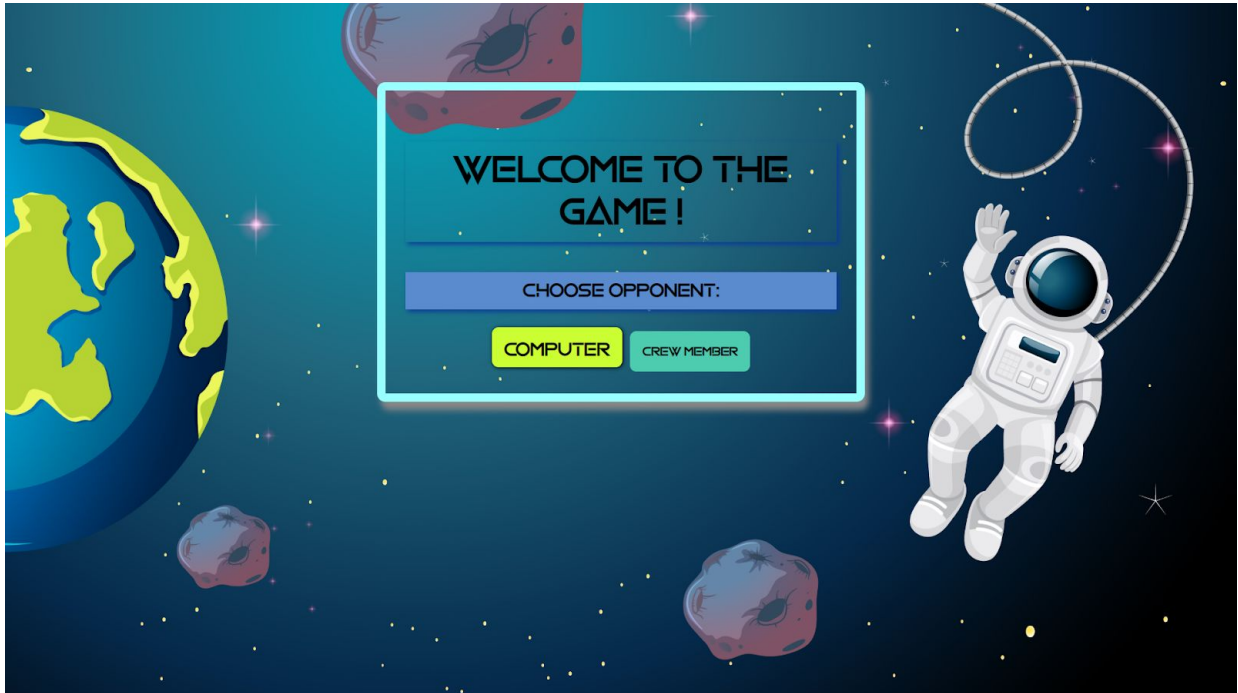 WELCOME TO THE
GAME !
CHOOSE OPPONENT:
COMPUTER
CREW MEMBER